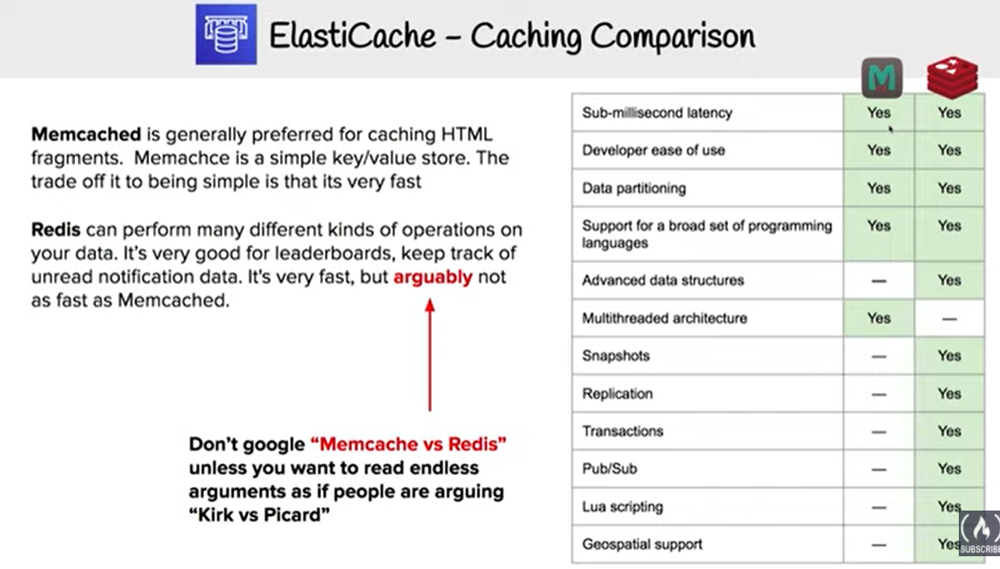 ElastiCache – Caching Comparison
M
Memcached is generally preferred for caching HTML
fragments. Memachce is a simple key/value store. The
trade off it to being simple is that its very fast
Redis can perform many different kinds of operations on
your data. It's very good for leaderboards, keep track of
unread notification data. It's very fast, but arguably not
as fast as Memcached.
Don't google "Memcache vs Redis"
unless you want to read endless
arguments as if people are arguing
"Kirk vs Picard"
Sub-millisecond latency Yes Yes
Developer ease of use Yes Yes
Data partitioning Yes Yes
Support for a broad set of programming
languages Yes Yes
Advanced data structures — Yes
Multithreaded architecture Yes —
Snapshots — Yes
Replication — Yes
Transactions — Yes
Pub/Sub — Yes
Lua scripting — Yes
Geospatial support — Yes
SUBSCRIBE